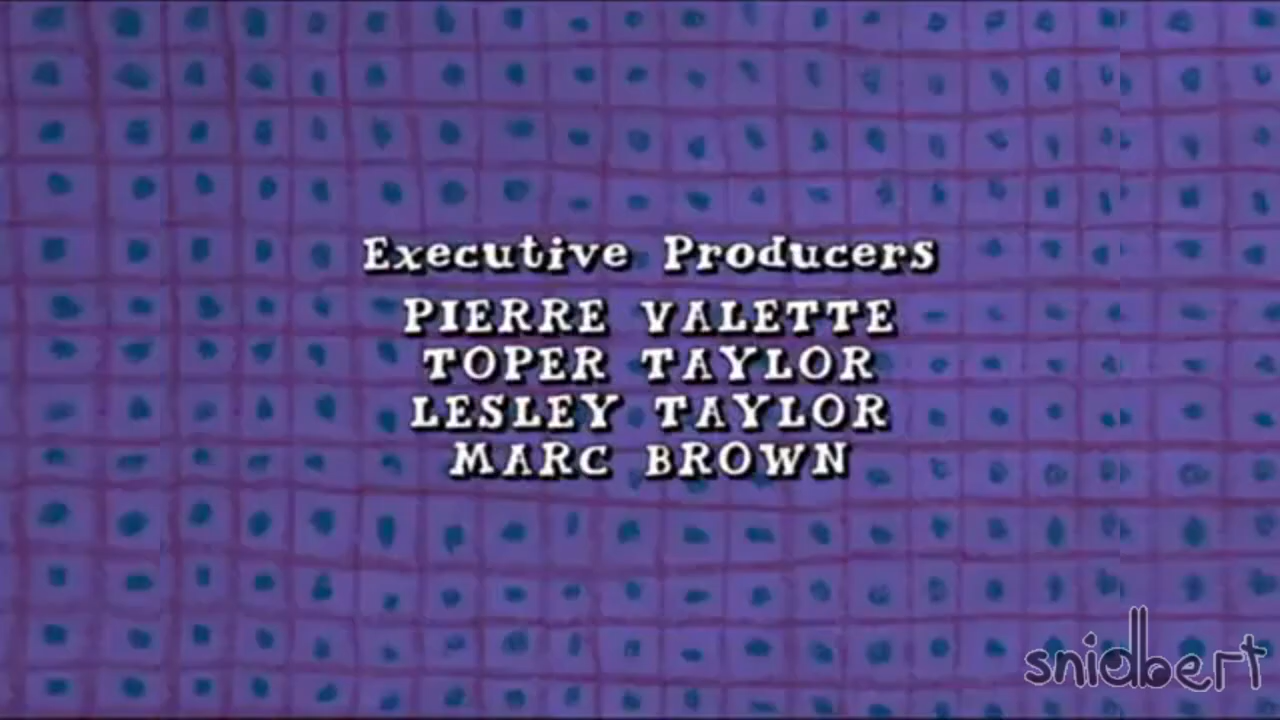 Executive Producers
PIERRE VALETTE
TOPER TAYLOR
LESLEY TAYLOR
MARC BROWN
snidbert